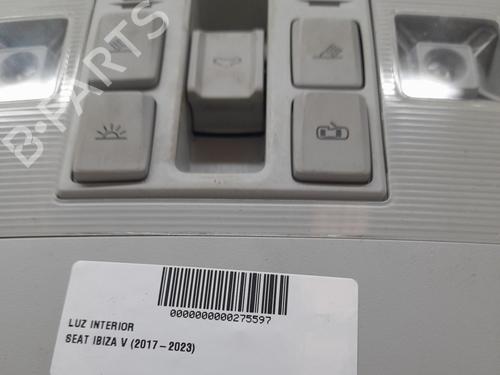 B-PARTS
0000000000275597
LUZ INTERIOR
SEAT IBIZA V (2017-2023)